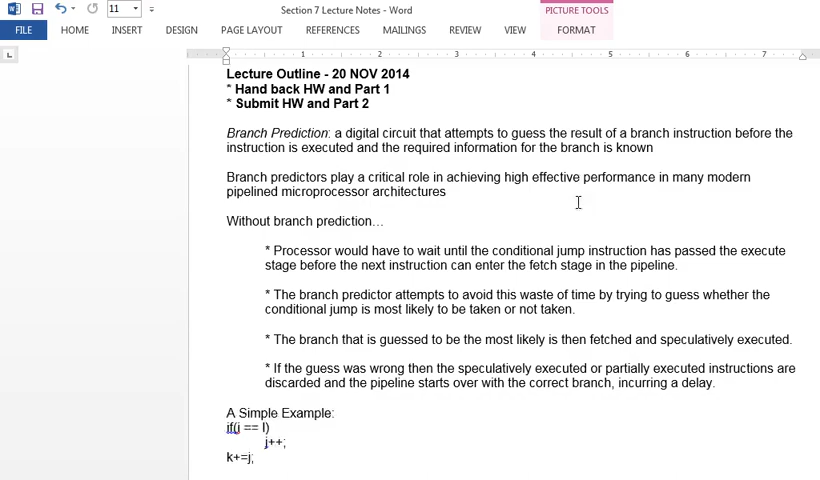 11
Section 7 Lecture Notes - Word
PICTURE TOOLS
FILE HOME INSERT DESIGN PAGE LAYOUT REFERENCES MAILINGS REVIEW VIEW FORMAT
1 2 3 4 5 6 7
Lecture Outline - 20 NOV 2014
* Hand back HW and Part 1
* Submit HW and Part 2
Branch Prediction: a digital circuit that attempts to guess the result of a branch instruction before the
instruction is executed and the required information for the branch is known
Branch predictors play a critical role in achieving high effective performance in many modern
pipelined microprocessor architectures
Without branch prediction…
* Processor would have to wait until the conditional jump instruction has passed the execute
stage before the next instruction can enter the fetch stage in the pipeline.
* The branch predictor attempts to avoid this waste of time by trying to guess whether the
conditional jump is most likely to be taken or not taken.
* The branch that is guessed to be the most likely is then fetched and speculatively executed.
* If the guess was wrong then the speculatively executed or partially executed instructions are
discarded and the pipeline starts over with the correct branch, incurring a delay.
A Simple Example:
if(i == l)
j++;
k+=j;